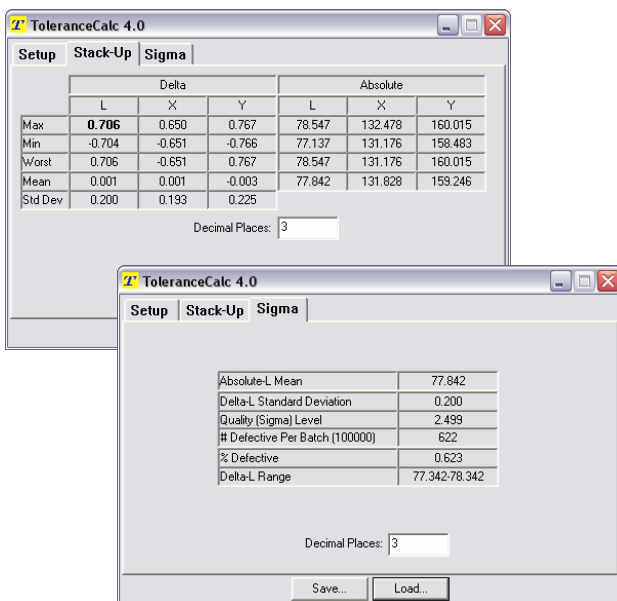 T ToleranceCalc 4.0
Setup Stack-Up Sigma
Delta Absolute
L X Y L X Y
Max 0.706 0.650 0.767 78.547 132.478 160.015
Min -0.704 -0.651 -0.766 77.137 131.176 158.483
Worst 0.706 -0.651 0.767 78.547 131.176 160.015
Mean 0.001 0.001 -0.003 77.842 131.828 159.246
Std Dev 0.200 0.193 0.225
Decimal Places: 3
T ToleranceCalc 4.0
Setup Stack-Up Sigma
Absolute-L Mean 77.842
Delta-L Standard Deviation 0.200
Quality (Sigma) Level 2.499
# Defective Per Batch (100000) 622
% Defective 0.623
Delta-L Range 77.342-78.342
Decimal Places: 3
Save... Load...